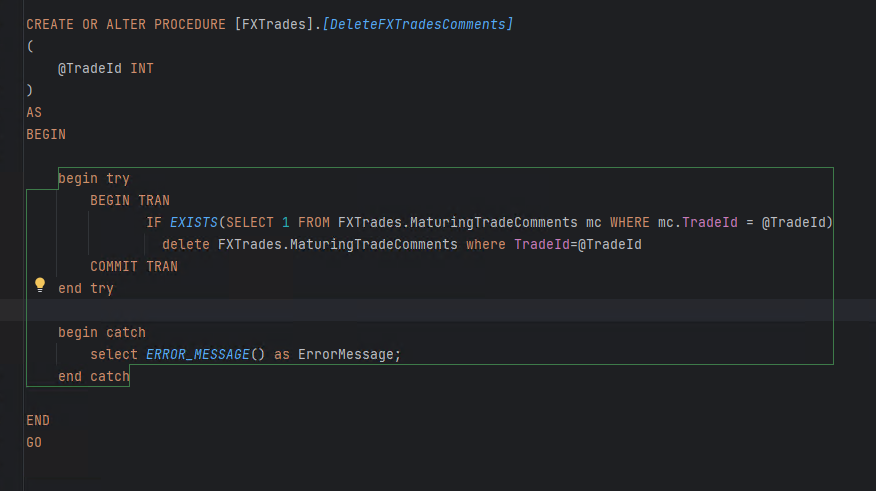 CREATE OR ALTER PROCEDURE [FXTrades].[DeleteFXTradesComments]
(
    @TradeId INT
)
AS
BEGIN
    begin try
        BEGIN TRAN
               IF EXISTS(SELECT 1 FROM FXTrades.MaturingTradeComments mc WHERE mc.TradeId = @TradeId)
                 delete FXTrades.MaturingTradeComments where TradeId=@TradeId
        COMMIT TRAN
    end try
    begin catch
        select ERROR_MESSAGE() as ErrorMessage;
    end catch
END
GO